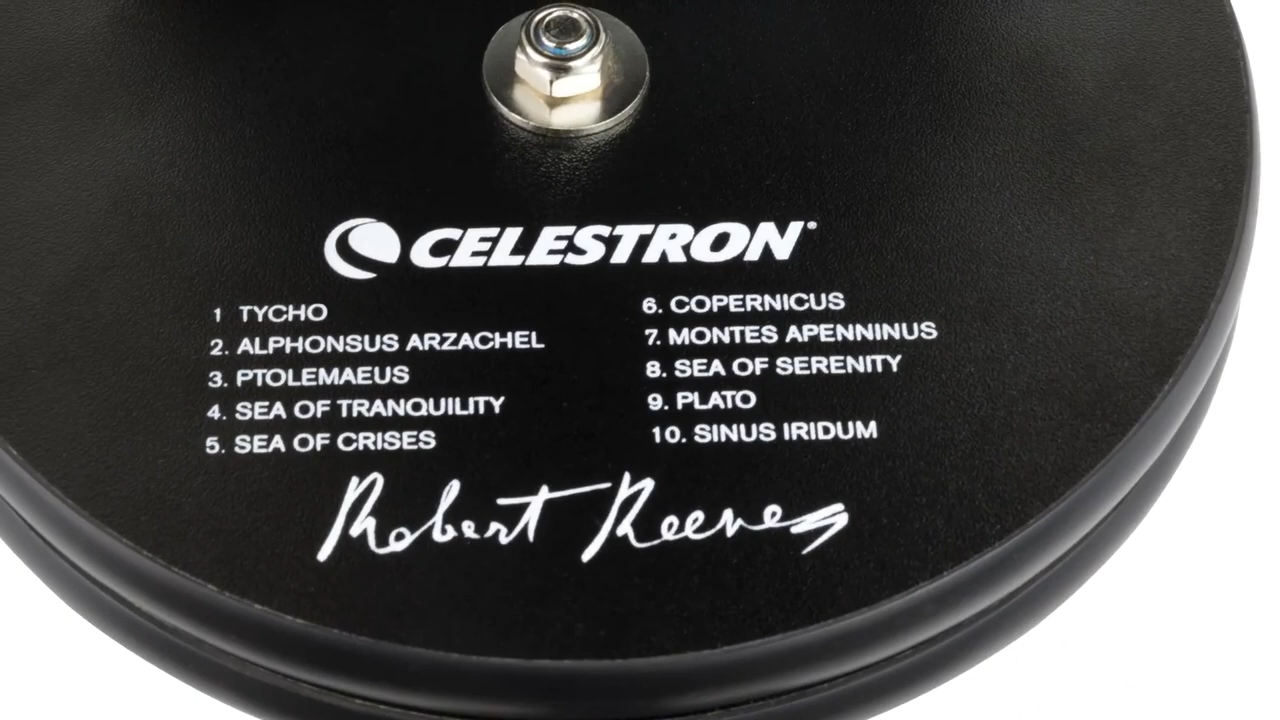 CELESTRON®
1 TYCHO
2. ALPHONSUS ARZACHEL
3. PTOLEMAEUS
4. SEA OF TRANQUILITY
5. SEA OF CRISES
6. COPERNICUS
7. MONTES APENNINUS
8. SEA OF SERENITY
9. PLATO
10. SINUS IRIDUM
Robert Reeves